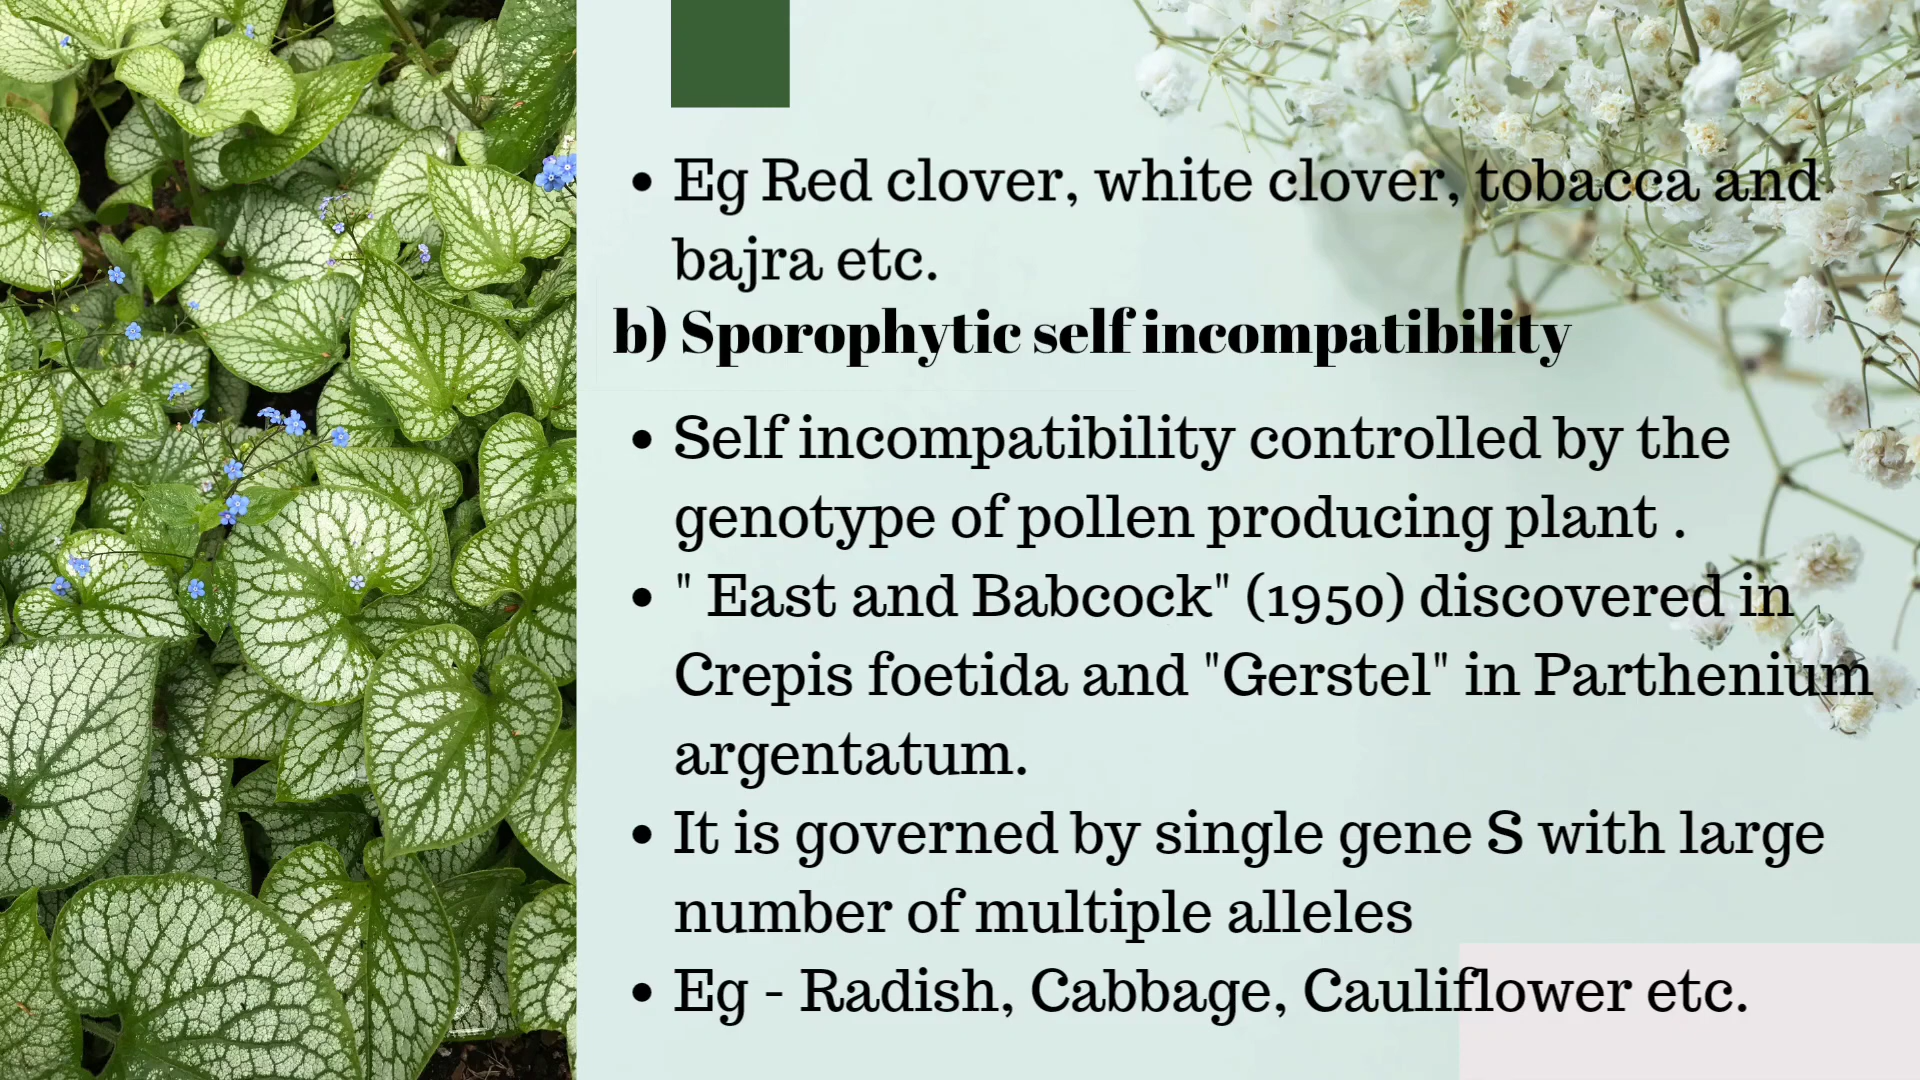 • Eg Red clover, white clover, tobacca and
bajra etc.
b) Sporophytic self incompatibility
• Self incompatibility controlled by the
genotype of pollen producing plant .
• " East and Babcock" (1950) discovered in
Crepis foetida and "Gerstel" in Parthenium
argentatum.
• It is governed by single gene S with large
number of multiple alleles
• Eg - Radish, Cabbage, Cauliflower etc.